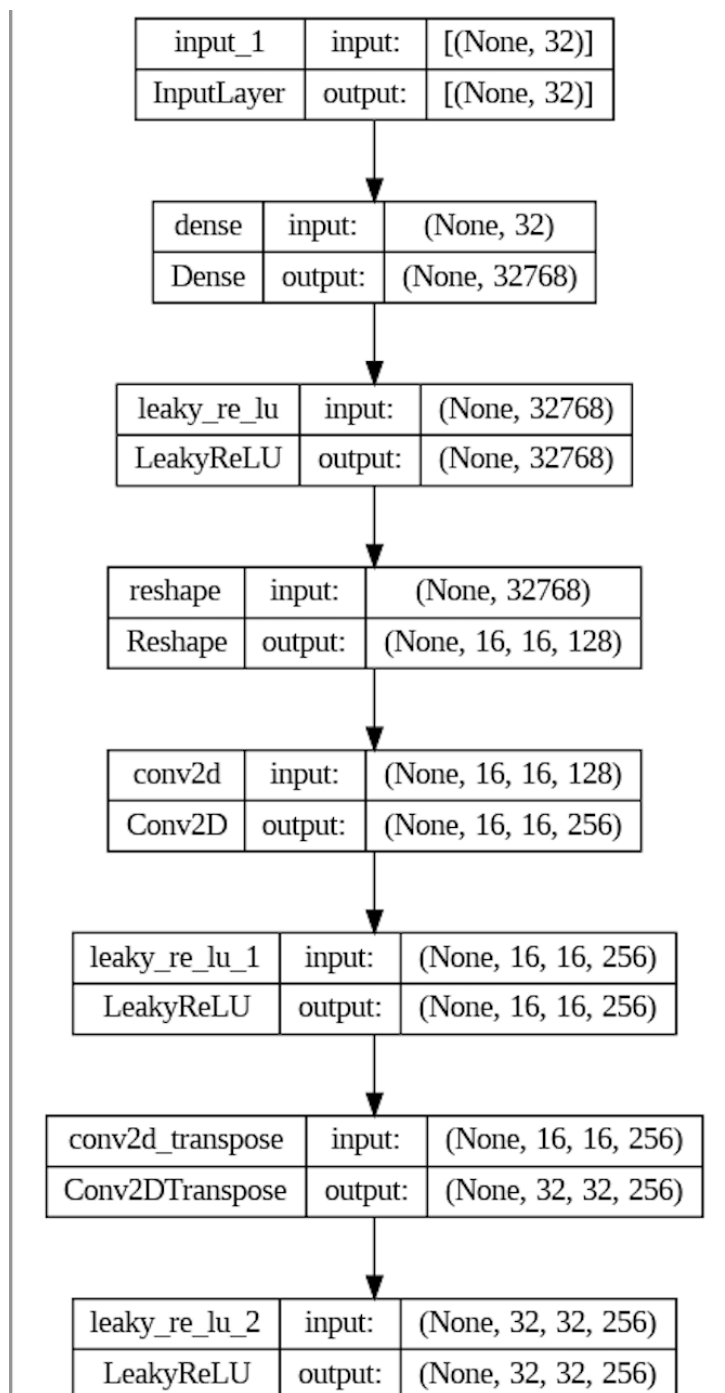 input_1 input: [(None, 32)]
InputLayer output: [(None, 32)]
dense input: (None, 32)
Dense output: (None, 32768)
leaky_re_lu input: (None, 32768)
LeakyReLU output: (None, 32768)
reshape input: (None, 32768)
Reshape output: (None, 16, 16, 128)
conv2d input: (None, 16, 16, 128)
Conv2D output: (None, 16, 16, 256)
leaky_re_lu_1 input: (None, 16, 16, 256)
LeakyReLU output: (None, 16, 16, 256)
conv2d_transpose input: (None, 16, 16, 256)
Conv2DTranspose output: (None, 32, 32, 256)
leaky_re_lu_2 input: (None, 32, 32, 256)
LeakyReLU output: (None, 32, 32, 256)